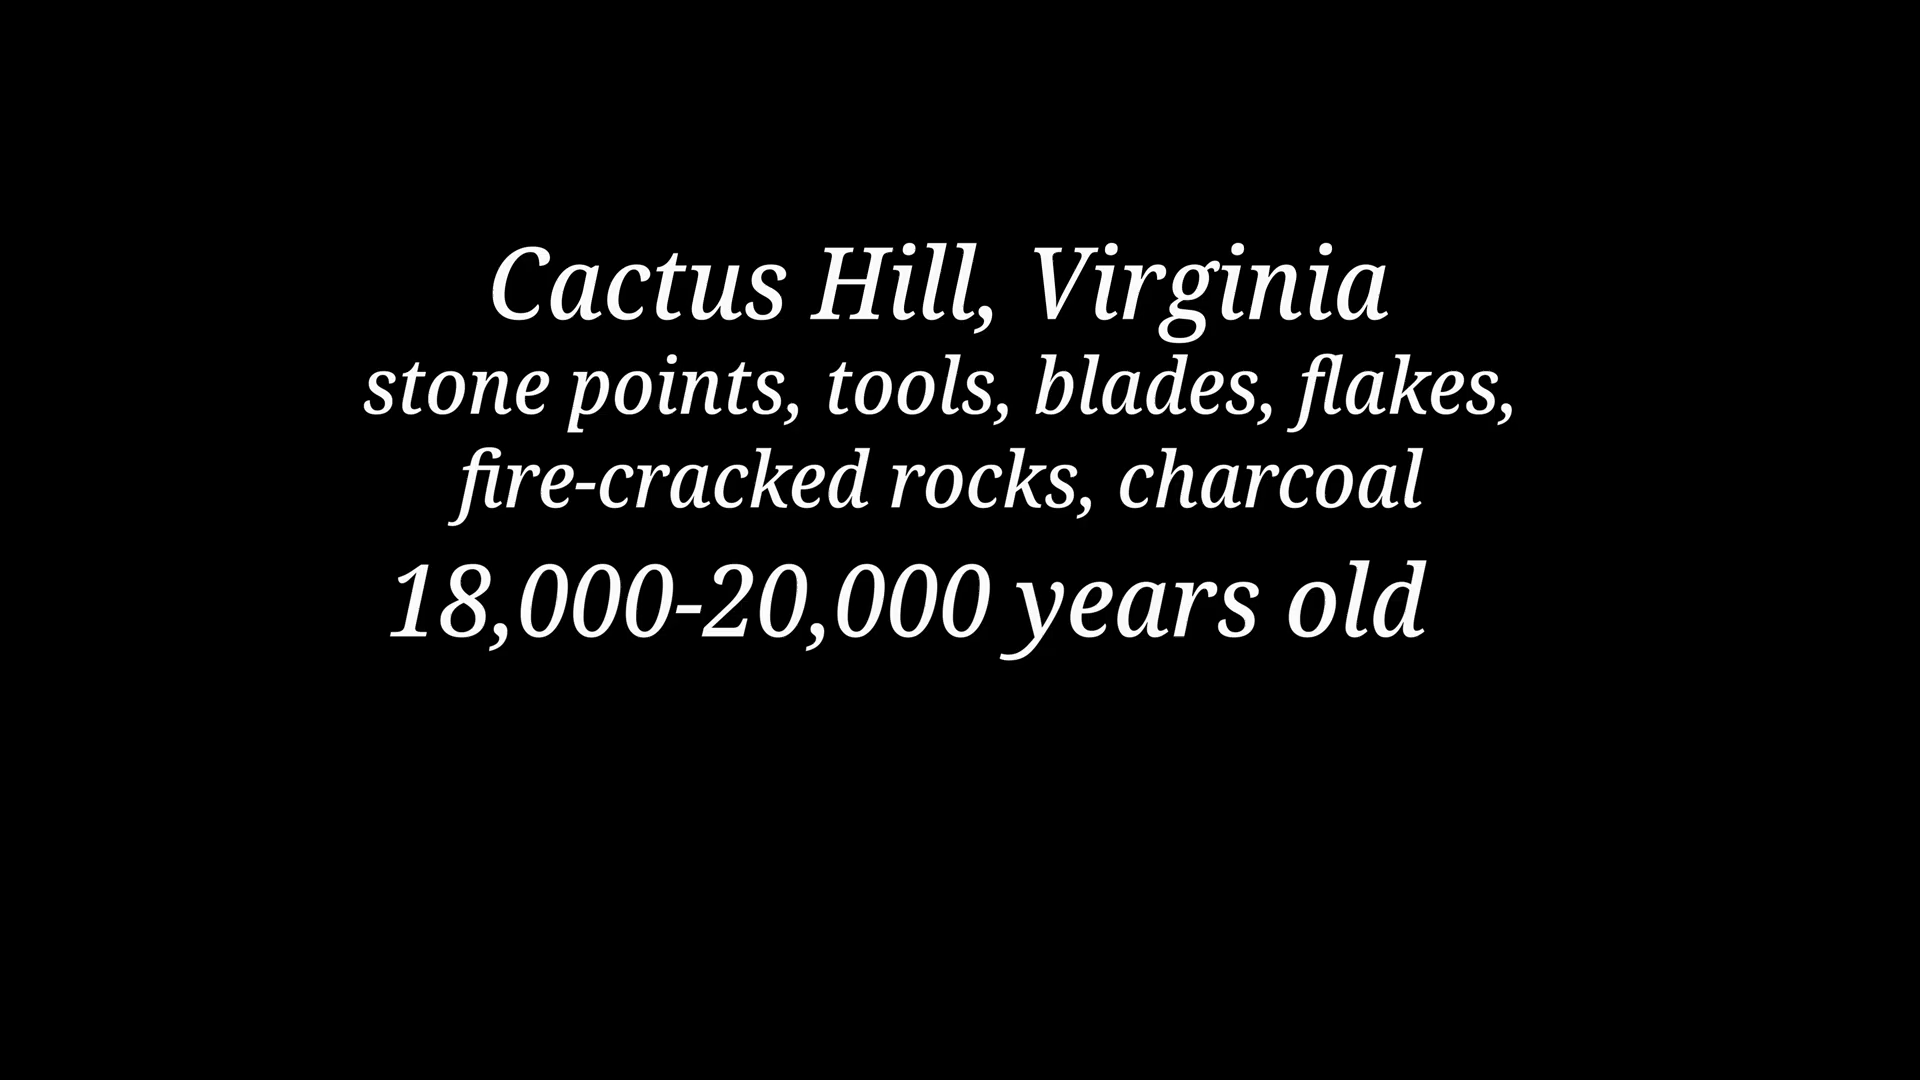 Cactus Hill, Virginia
stone points, tools, blades, flakes,
fire-cracked rocks, charcoal
18,000-20,000 years old